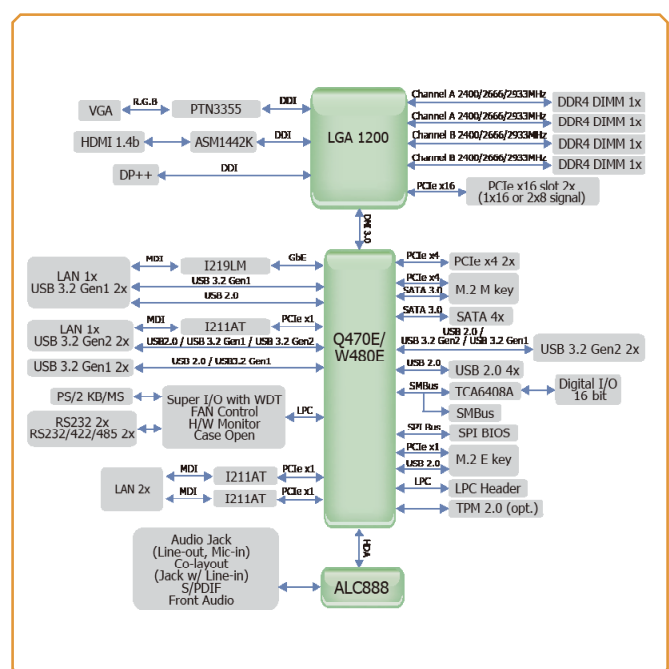 VGA
R.G.B
PTN3355
DDI
HDMI 1.4b
ASM1442K
DDI
DP++
DDI
LGA 1200
Channel A 2400/2666/2933MHz
DDR4 DIMM 1x
Channel A 2400/2666/2933MHz
DDR4 DIMM 1x
Channel B 2400/2666/2933MHz
DDR4 DIMM 1x
Channel B 2400/2666/2933MHz
DDR4 DIMM 1x
PCIe x16
PCIe x16 slot 2x
(1x16 or 2x8 signal)
DMI 3.0
LAN 1x
USB 3.2 Gen1 2x
MDI
I219LM
GbE
USB 3.2 Gen1
USB 2.0
LAN 1x
USB 3.2 Gen2 2x
MDI
I211AT
PCIe x1
USB2.0 / USB 3.2 Gen1 / USB 3.2 Gen2
USB 3.2 Gen1 2x
USB 2.0 / USB3.2 Gen1
PS/2 KB/MS
RS232 2x
RS232/422/485 2x
Super I/O with WDT
FAN Control
H/W Monitor
Case Open
LPC
LAN 2x
MDI
I211AT
PCIe x1
MDI
I211AT
PCIe x1
Q470E/
W480E
PCIe x4
PCIe x4 2x
PCIe x4
SATA 3.0
M.2 M key
SATA 3.0
SATA 4x
USB 2.0 /
USB 3.2 Gen2 / USB 3.2 Gen1
USB 3.2 Gen2 2x
USB 2.0
USB 2.0 4x
SMBus
TCA6408A
Digital I/O
16 bit
SMBus
SPI Bus
SPI BIOS
PCIe x1
USB 2.0
M.2 E key
LPC
LPC Header
TPM 2.0 (opt.)
HDA
Audio Jack
(Line-out, Mic-in)
Co-layout
(Jack w/ Line-in)
S/PDIF
Front Audio
ALC888